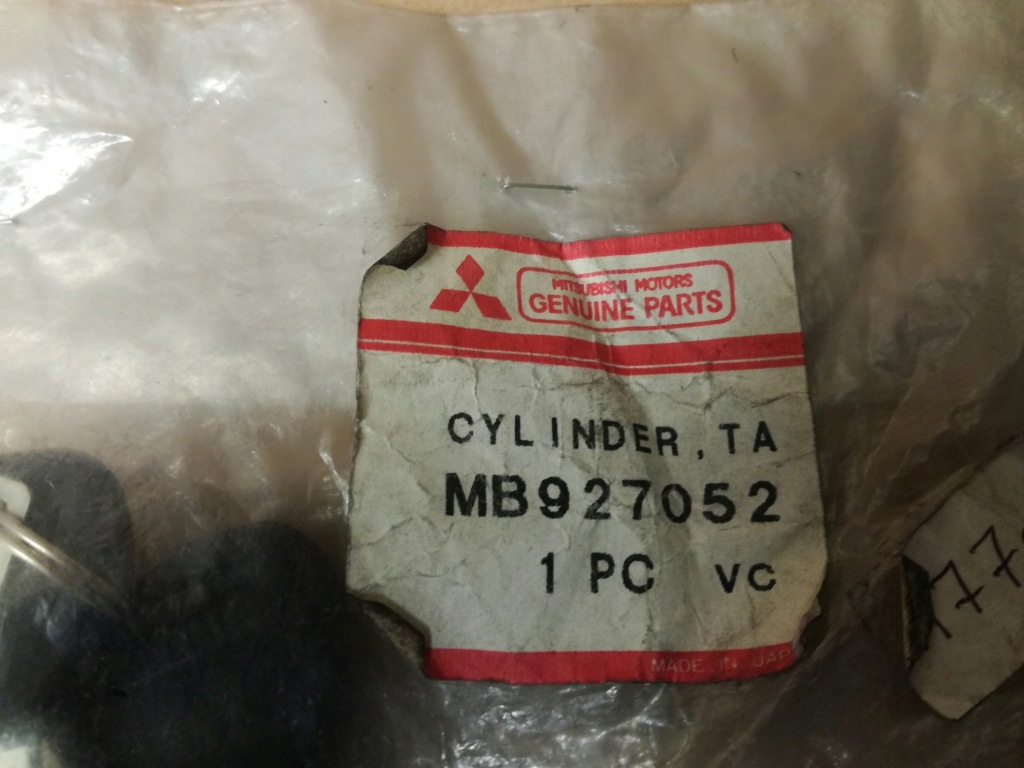 MITSUBISHI MOTORS
GENUINE PARTS
CYLINDER, TA
MB927052
1 PC VC
MADE IN JAP